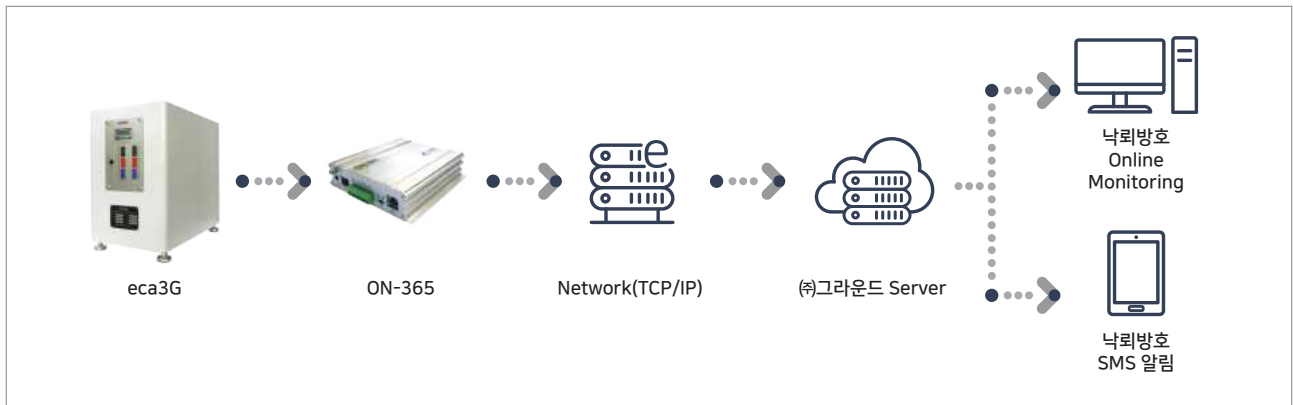 eca3G
ON-365
Network(TCP/IP)
㈜그라운드 Server
낙뢰방호
Online
Monitoring
낙뢰방호
SMS 알림